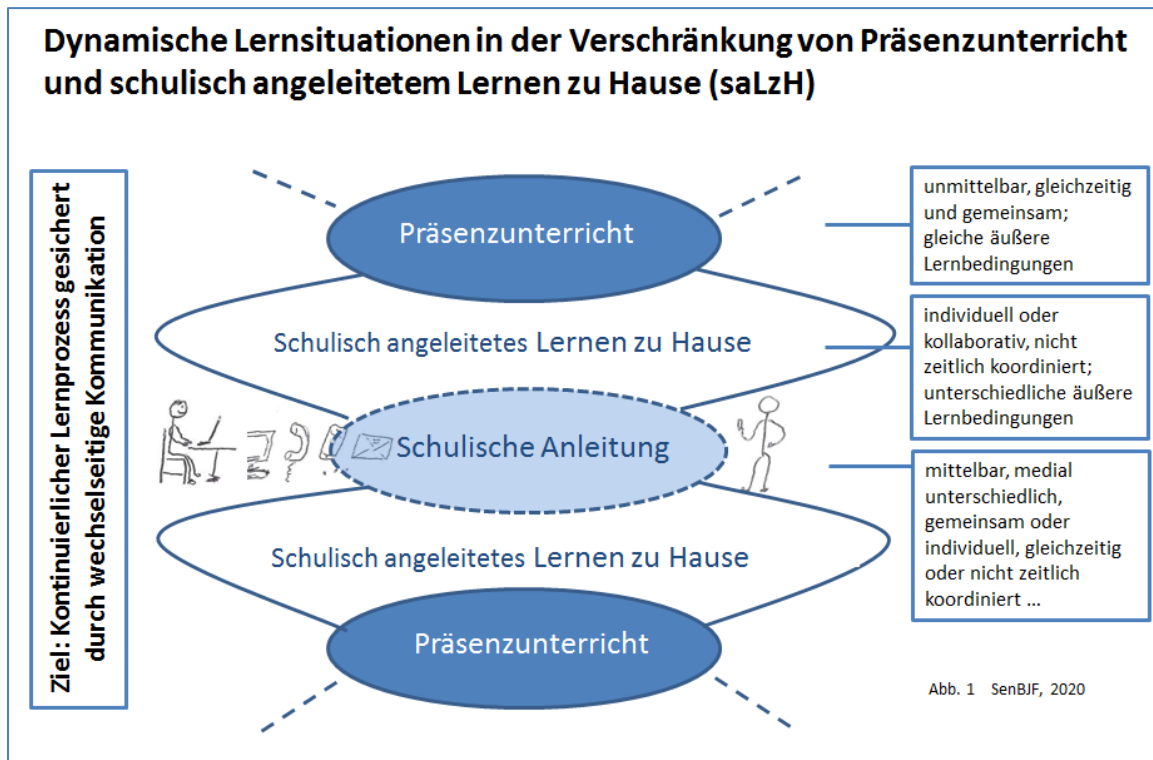 Dynamische Lernsituationen in der Verschränkung von Präsenzunterricht
und schulisch angeleitetem Lernen zu Hause (saLzH)
Ziel: Kontinuierlicher Lernprozess gesichert
durch wechselseitige Kommunikation
Präsenzunterricht
Schulisch angeleitetes Lernen zu Hause
Schulische Anleitung
Schulisch angeleitetes Lernen zu Hause
Präsenzunterricht
unmittelbar, gleichzeitig
und gemeinsam;
gleiche äußere
Lernbedingungen
individuell oder
kollaborativ, nicht
zeitlich koordiniert;
unterschiedliche äußere
Lernbedingungen
mittelbar, medial
unterschiedlich,
gemeinsam oder
individuell, gleichzeitig
oder nicht zeitlich
koordiniert ...
Abb. 1 SenBJF, 2020